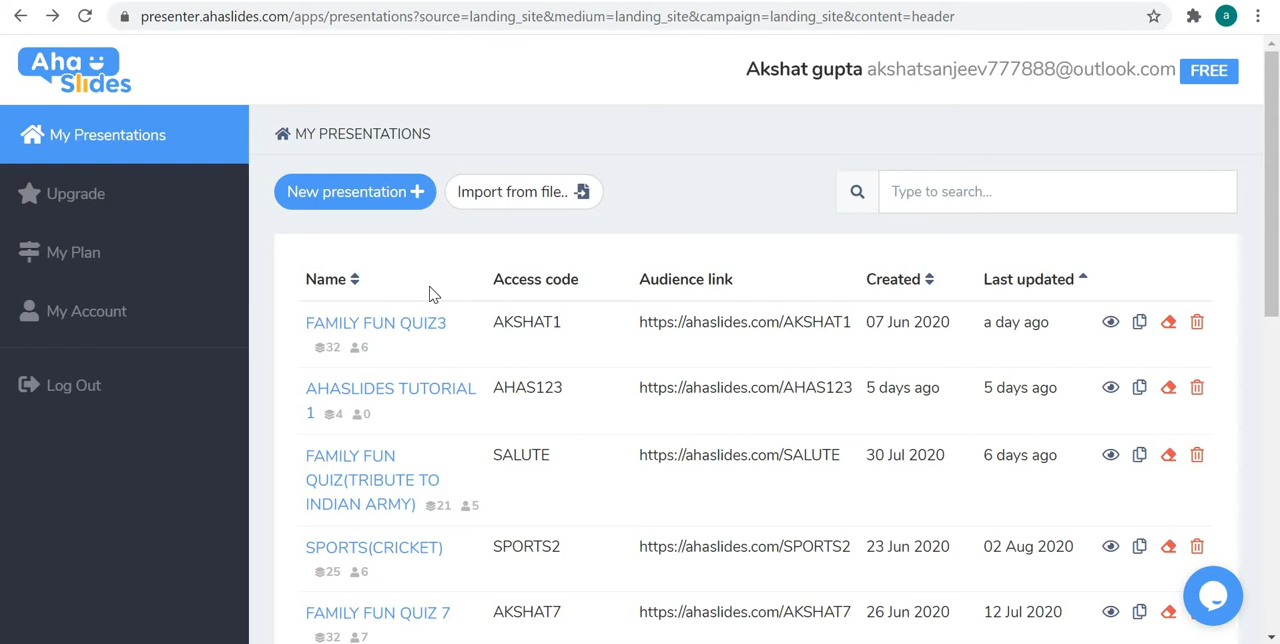 presenter.ahaslides.com/apps/presentations?source=landing_site&medium=landing_site&campaign=landing_site&content=header
a
Aha
Slides
Akshat gupta akshatsanjeev777888@outlook.com FREE
My Presentations
Upgrade
My Plan
My Account
Log Out
MY PRESENTATIONS
New presentation
Import from file..
Type to search...
Name Access code Audience link Created Last updated
FAMILY FUN QUIZ3 AKSHAT1 https://ahaslides.com/AKSHAT1 07 Jun 2020 a day ago
32 6
AHASLIDES TUTORIAL AHAS123 https://ahaslides.com/AHAS123 5 days ago 5 days ago
1 4 0
FAMILY FUN SALUTE https://ahaslides.com/SALUTE 30 Jul 2020 6 days ago
QUIZ(TRIBUTE TO
INDIAN ARMY) 21 5
SPORTS(CRICKET) SPORTS2 https://ahaslides.com/SPORTS2 23 Jun 2020 02 Aug 2020
25 6
FAMILY FUN QUIZ 7 AKSHAT7 https://ahaslides.com/AKSHAT7 26 Jun 2020 12 Jul 2020
32 7